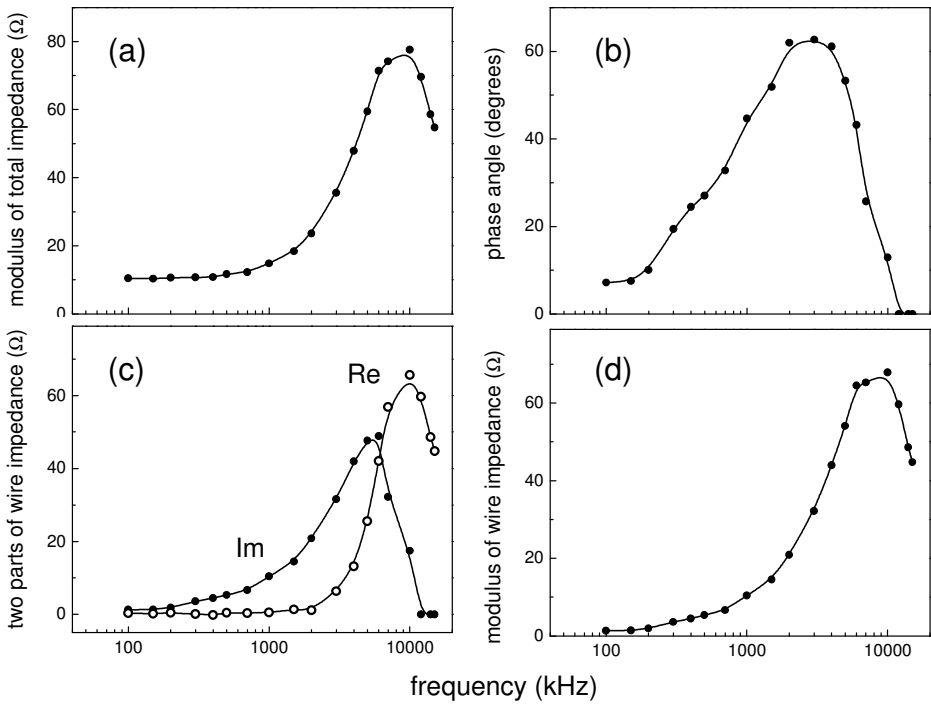 modulus of total impedance (Ω)
80
60
40
20
0
(a)
phase angle (degrees)
60
40
20
0
(b)
two parts of wire impedance (Ω)
60
40
20
0
(c)
Re
Im
100
1000
10000
modulus of wire impedance (Ω)
60
40
20
0
(d)
100
1000
10000
frequency (kHz)